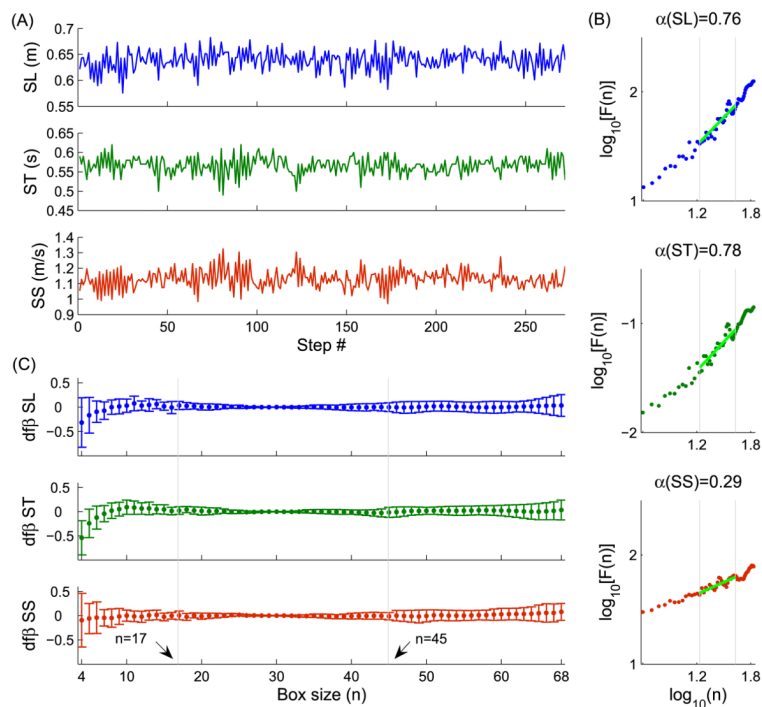 (A)
0.7
0.65
0.6
0.55
SL (m)
0.65
0.6
0.55
0.5
0.45
ST (s)
1.4
1.3
1.2
1.1
1
0.9
SS (m/s)
0 50 100 150 200 250
Step #
(B)
α(SL)=0.76
2
1
log10[F(n)]
1.2 1.8
α(ST)=0.78
−1
−2
log10[F(n)]
1.2 1.8
α(SS)=0.29
2
1
log10[F(n)]
1.2 1.8
log10(n)
(C)
0.5
0
−0.5
dfβ SL
0.5
0
−0.5
dfβ ST
0.5
0
−0.5
dfβ SS
n=17
n=45
4 10 20 30 40 50 60 68
Box size (n)